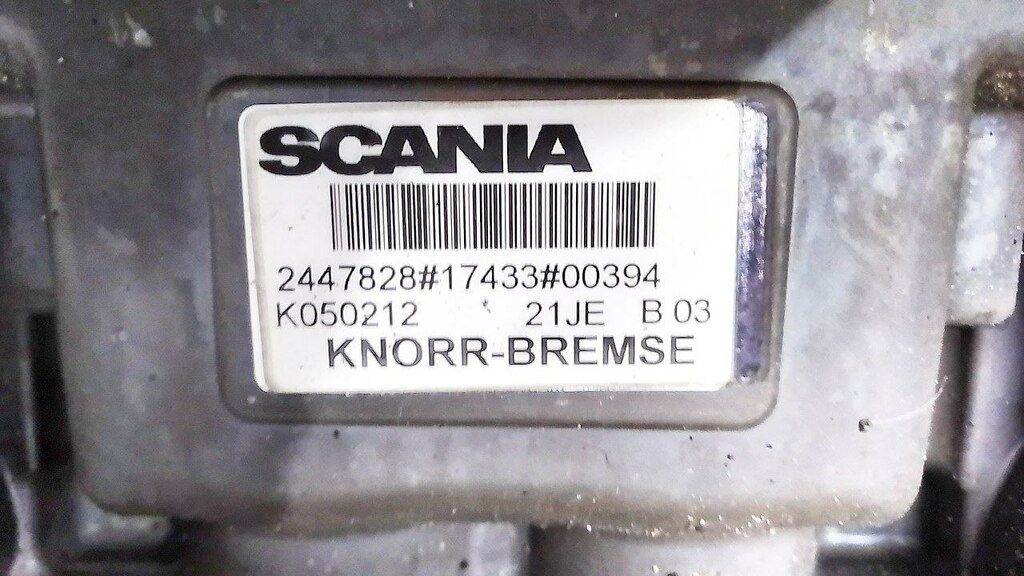 SCANIA
2447828#17433#00394
K050212 21JE B 03
KNORR-BREMSE